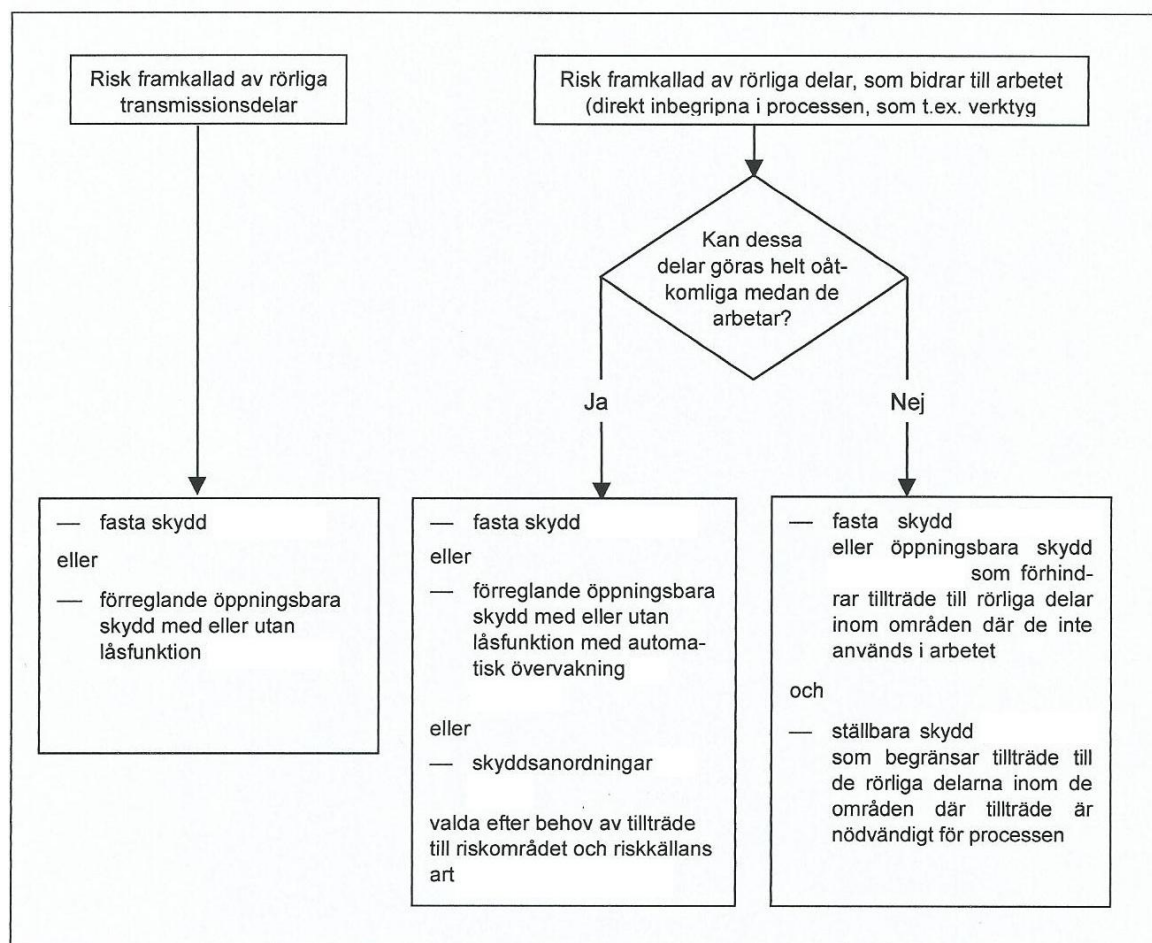 Risk framkallad av rörliga
transmissionsdelar
Risk framkallad av rörliga delar, som bidrar till arbetet
(direkt inbegripna i processen, som t.ex. verktyg
Kan dessa
delar göras helt oåt-
komliga medan de
arbetar?
Ja
Nej
— fasta skydd
eller
— förreglande öppningsbara
skydd med eller utan
låsfunktion
— fasta skydd
eller
— förreglande öppningsbara
skydd med eller utan
låsfunktion med automa-
tisk övervakning
eller
— skyddsanordningar
valda efter behov av tillträde
till riskområdet och riskkällans
art
— fasta skydd
eller öppningsbara skydd
som förhind-
rar tillträde till rörliga delar
inom områden där de inte
används i arbetet
och
— ställbara skydd
som begränsar tillträde till
de rörliga delarna inom de
områden där tillträde är
nödvändigt för processen